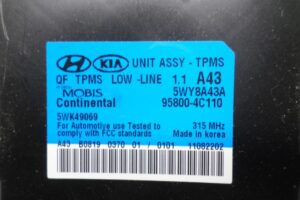 HYUNDAI KIA UNIT ASSY - TPMS
QF TPMS LOW -LINE 1.1 A43
MOBIS 5WY8A43A
Continental 95800-4C110
5WK49069
For Automotive use Tested to 315 MHz
comply with FCC standards Made in korea
A43 B0819 0370 01 / 0101 11082202